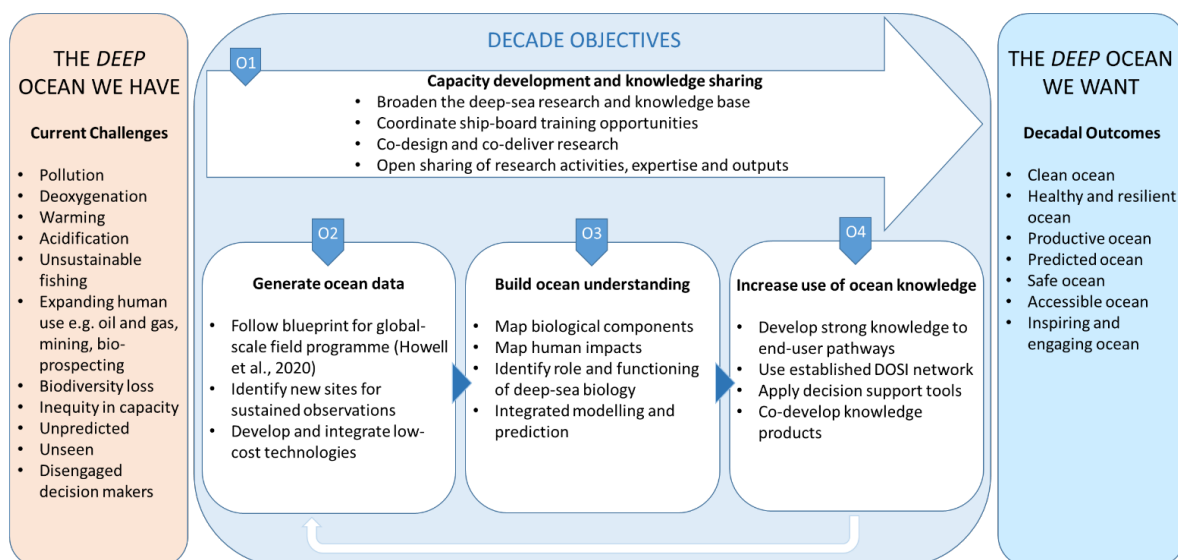 THE DEEP
OCEAN WE HAVE
Current Challenges
• Pollution
• Deoxygenation
• Warming
• Acidification
• Unsustainable
fishing
• Expanding human
use e.g. oil and gas,
mining, bio-
prospecting
• Biodiversity loss
• Inequity in capacity
• Unpredicted
• Unseen
• Disengaged
decision makers
DECADE OBJECTIVES
O1
Capacity development and knowledge sharing
• Broaden the deep-sea research and knowledge base
• Coordinate ship-board training opportunities
• Co-design and co-deliver research
• Open sharing of research activities, expertise and outputs
O2
Generate ocean data
• Follow blueprint for global-
scale field programme (Howell
et al., 2020)
• Identify new sites for
sustained observations
• Develop and integrate low-
cost technologies
O3
Build ocean understanding
• Map biological components
• Map human impacts
• Identify role and functioning
of deep-sea biology
• Integrated modelling and
prediction
O4
Increase use of ocean knowledge
• Develop strong knowledge to
end-user pathways
• Use established DOSI network
• Apply decision support tools
• Co-develop knowledge
products
THE DEEP OCEAN
WE WANT
Decadal Outcomes
• Clean ocean
• Healthy and resilient
ocean
• Productive ocean
• Predicted ocean
• Safe ocean
• Accessible ocean
• Inspiring and
engaging ocean